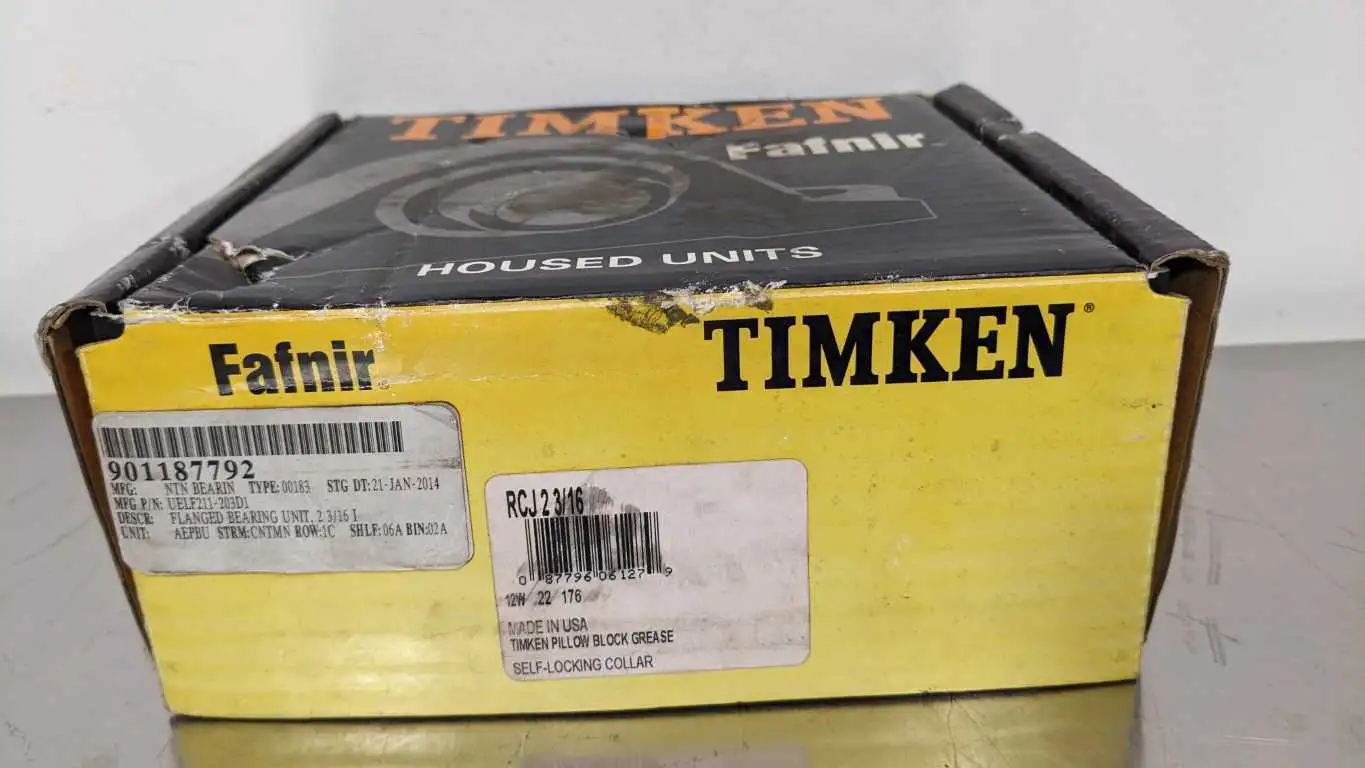 TIMKEN
Fafnir
HOUSED UNITS
Fafnir®
TIMKEN®
901187792
MFG: NTN BEARIN TYPE: 00183 STG DT: 21-JAN-2014
MFG P/N: UELF211-203D1
DESCR: FLANGED BEARING UNIT, 2 3/16 I
UNIT: AEPBU STRM:CNTMN ROW:1C SHLF: 06A BIN:02A
RCJ 2 3/16
0 87796 06127 9
12W 22 176
MADE IN USA
TIMKEN PILLOW BLOCK GREASE
SELF-LOCKING COLLAR